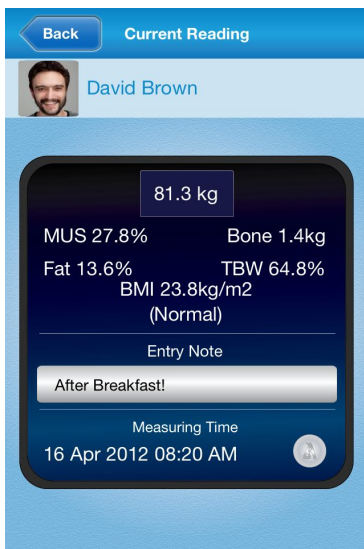 Back
Current Reading
David Brown
81.3 kg
MUS 27.8% Bone 1.4kg
Fat 13.6% TBW 64.8%
BMI 23.8kg/m2
(Normal)
Entry Note
After Breakfast!
Measuring Time
16 Apr 2012 08:20 AM